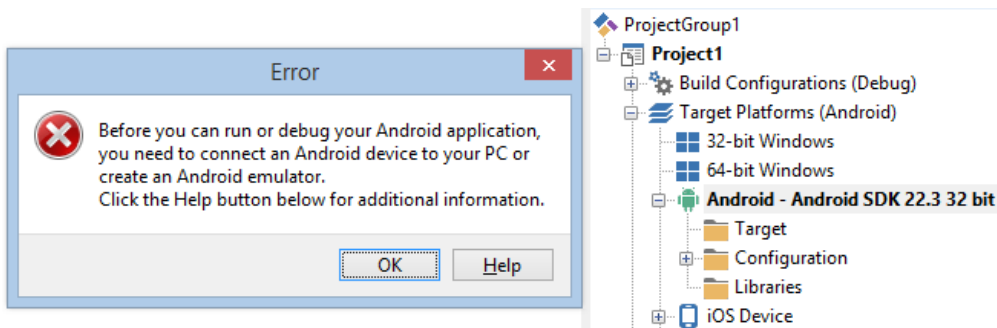 Error
Before you can run or debug your Android application,
you need to connect an Android device to your PC or
create an Android emulator.
Click the Help button below for additional information.
OK
Help
ProjectGroup1
Project1
Build Configurations (Debug)
Target Platforms (Android)
32-bit Windows
64-bit Windows
Android - Android SDK 22.3 32 bit
Target
Configuration
Libraries
iOS Device